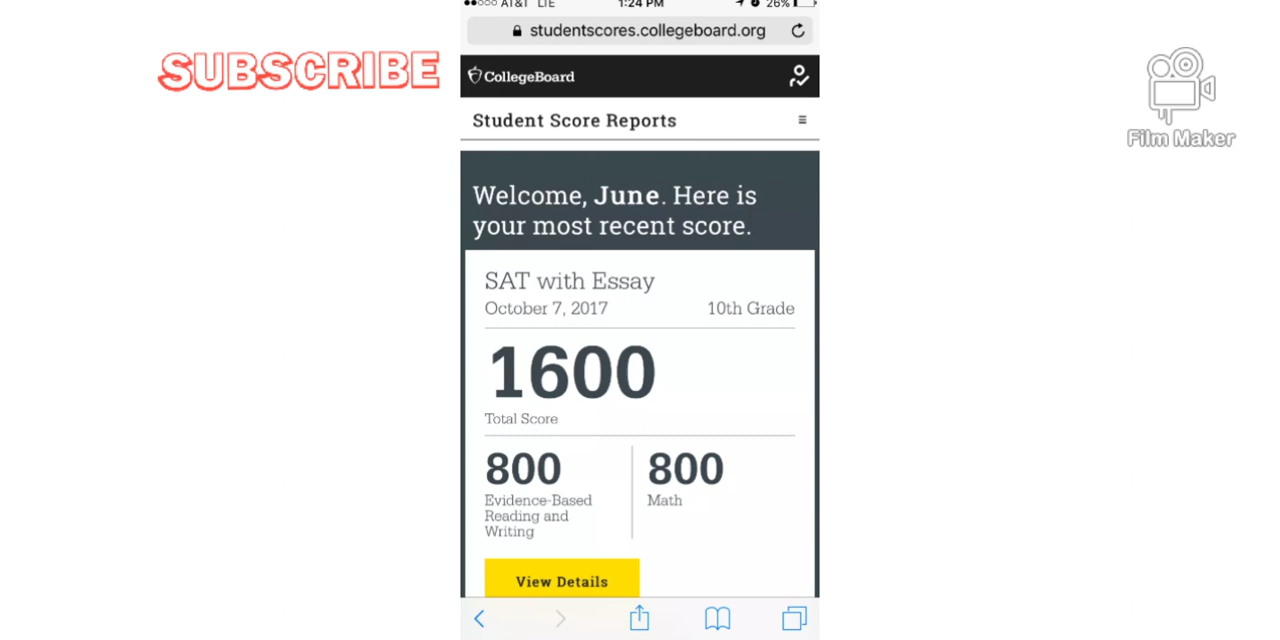 AT&T LTE 1:24 PM 26%
studentscores.collegeboard.org
SUBSCRIBE
CollegeBoard
Film Maker
Student Score Reports
Welcome, June. Here is
your most recent score.
SAT with Essay
October 7, 2017 10th Grade
1600
Total Score
800 800
Evidence-Based Math
Reading and
Writing
View Details